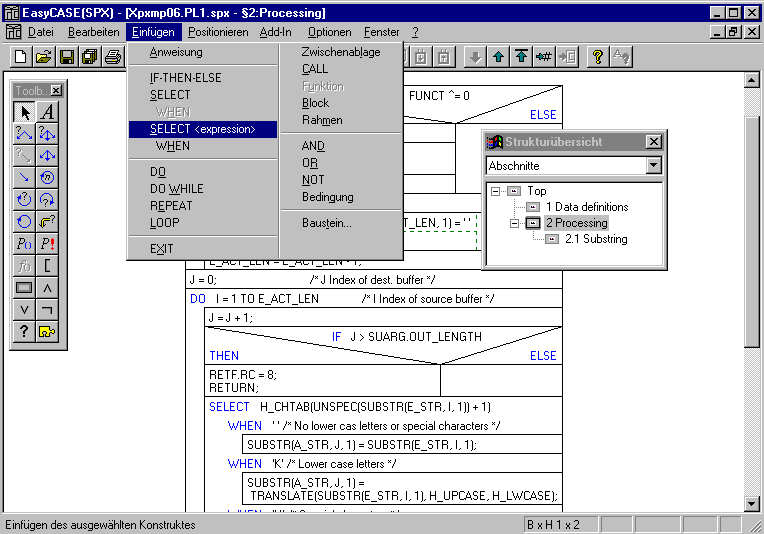 EasyCASE(SPX) - [Xpxmp06.PL1.spx - §2:Processing]
Datei Bearbeiten Einfügen Positionieren Add-In Optionen Fenster ?
Anweisung
IF-THEN-ELSE
SELECT
WHEN
SELECT <expression>
WHEN
DO
DO WHILE
REPEAT
LOOP
EXIT
Zwischenablage
CALL
Funktion
Block
Rahmen
AND
OR
NOT
Bedingung
Baustein...
Toolb...
A
P()
P!
f()
?
FUNCT ^= 0
ELSE
Strukturübersicht
Abschnitte
Top
1 Data definitions
2 Processing
2.1 Substring
T_LEN, 1) = ' '
E_ACT_LEN = E_ACT_LEN - 1;
J = 0; /* J Index of dest. buffer */
DO I = 1 TO E_ACT_LEN /* I Index of source buffer */
J = J + 1;
IF J > SUARG.OUT_LENGTH
THEN ELSE
RETF.RC = 8;
RETURN;
SELECT H_CHTAB(UNSPEC(SUBSTR(E_STR, I, 1)) + 1)
WHEN ' ' /* No lower cas letters or special characters */
SUBSTR(A_STR, J, 1) = SUBSTR(E_STR, I, 1);
WHEN 'K' /* Lower case letters */
SUBSTR(A_STR, J, 1) =
TRANSLATE(SUBSTR(E_STR, I, 1), H_UPCASE, H_LWCASE);
Einfügen des ausgewählten Konstruktes
B x H 1 x 2